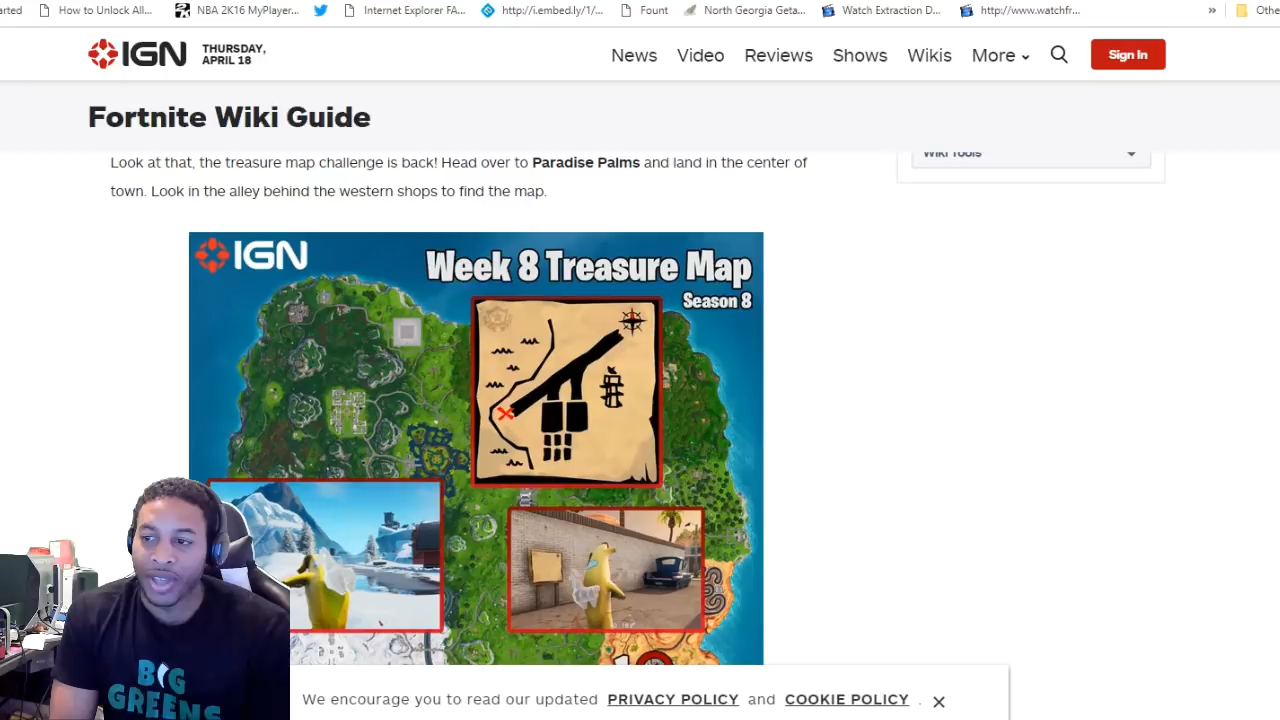 arted
How to Unlock All...
NBA 2K16 MyPlayer...
Internet Explorer FA...
http://i.embed.ly/1/...
Fount
North Georgia Geta...
Watch Extraction D...
http://www.watchfr...
»
Othe
IGN
THURSDAY,
APRIL 18
News
Video
Reviews
Shows
Wikis
More
Sign In
Fortnite Wiki Guide
Look at that, the treasure map challenge is back! Head over to Paradise Palms and land in the center of
town. Look in the alley behind the western shops to find the map.
Wiki Tools
IGN
Week 8 Treasure Map
Season 8
BIG
GREENS
We encourage you to read our updated PRIVACY POLICY and COOKIE POLICY .